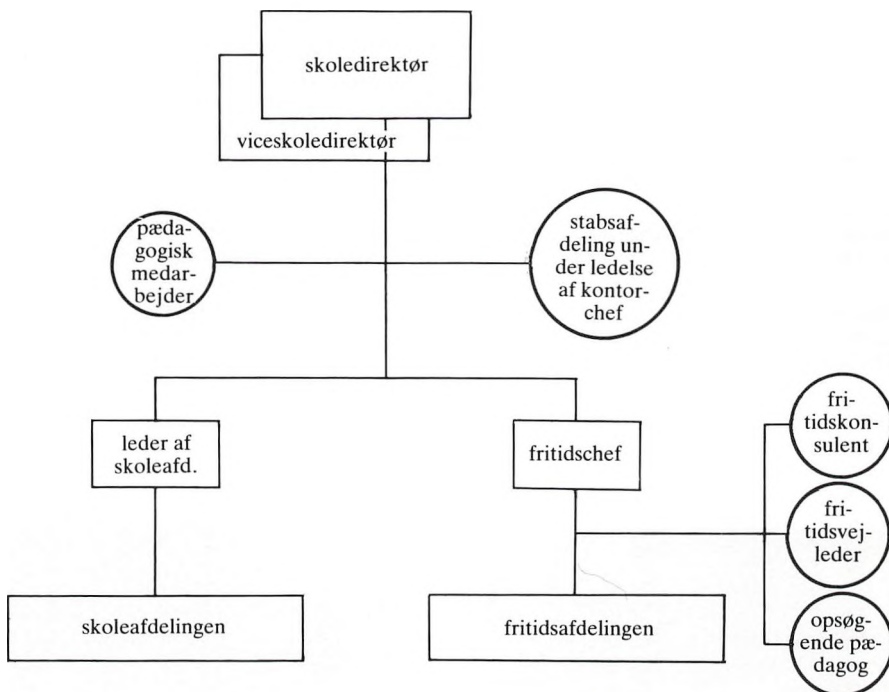 skoledirektør
viceskoledirektør
pæda-
gogisk
medar-
bejder
stabsaf-
deling un-
der ledelse
af kontor-
chef
leder af
skoleafd.
fritidschef
fri-
tidskon-
sulent
fri-
tidsvej-
leder
skoleafdelingen
fritidsafdelingen
opsøg-
ende pæ-
dagog